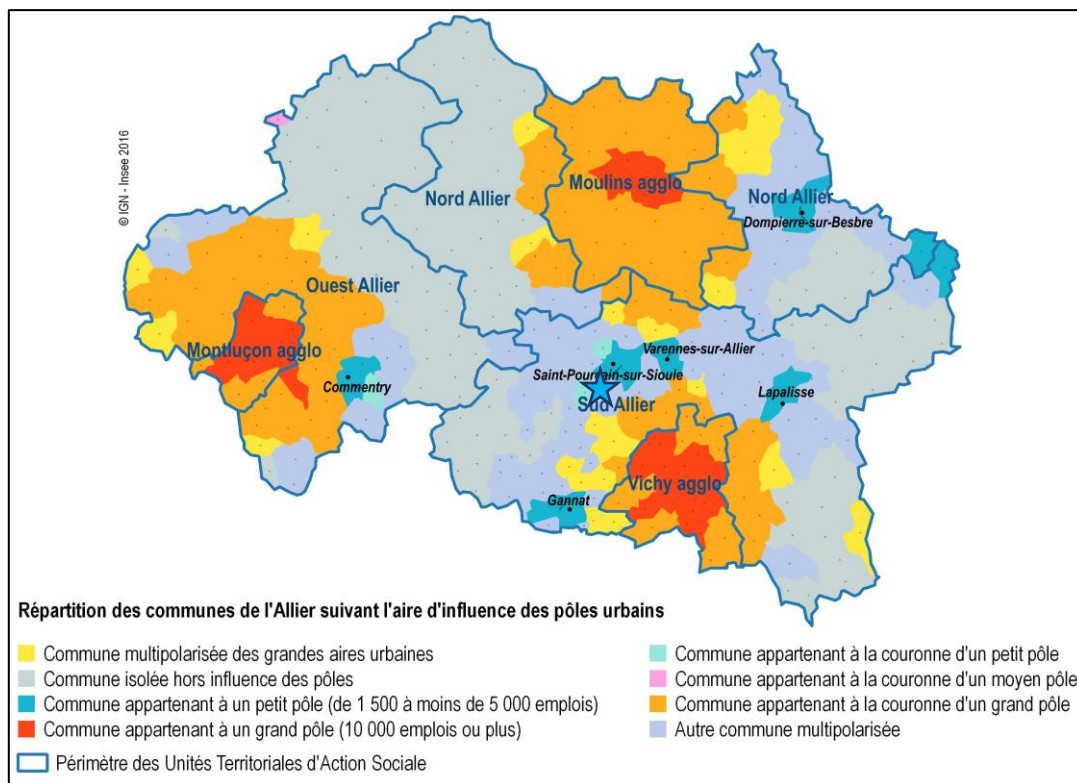 © IGN - Insee 2016
Moulins agglo
Nord Allier
Nord Allier
Dompierre-sur-Besbre
Ouest Allier
Montluçon agglo
Commentry
Varennes-sur-Allier
Saint-Pourçain-sur-Sioule
Sud Allier
Lapalisse
Vichy agglo
Gannat
Répartition des communes de l'Allier suivant l'aire d'influence des pôles urbains
Commune multipolarisée des grandes aires urbaines
Commune isolée hors influence des pôles
Commune appartenant à un petit pôle (de 1 500 à moins de 5 000 emplois)
Commune appartenant à un grand pôle (10 000 emplois ou plus)
Périmètre des Unités Territoriales d'Action Sociale
Commune appartenant à la couronne d'un petit pôle
Commune appartenant à la couronne d'un moyen pôle
Commune appartenant à la couronne d'un grand pôle
Autre commune multipolarisée